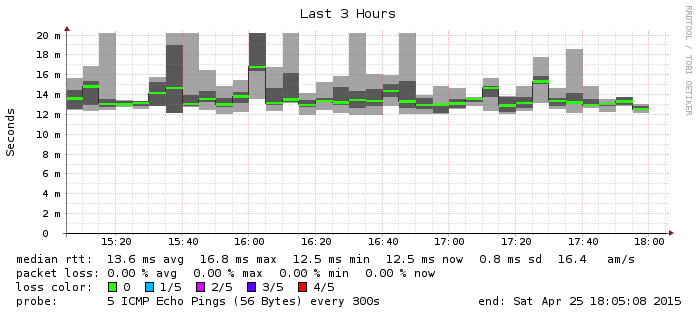 Last 3 Hours
RRDTOOL / TOBI OETIKER
Seconds
20 m
18 m
16 m
14 m
12 m
10 m
8 m
6 m
4 m
2 m
0
15:20 15:40 16:00 16:20 16:40 17:00 17:20 17:40 18:00
median rtt: 13.6 ms avg 16.8 ms max 12.5 ms min 12.5 ms now 0.8 ms sd 16.4 am/s
packet loss: 0.00 % avg 0.00 % max 0.00 % min 0.00 % now
loss color: 0 1/5 2/5 3/5 4/5
probe: 5 ICMP Echo Pings (56 Bytes) every 300s end: Sat Apr 25 18:05:08 2015